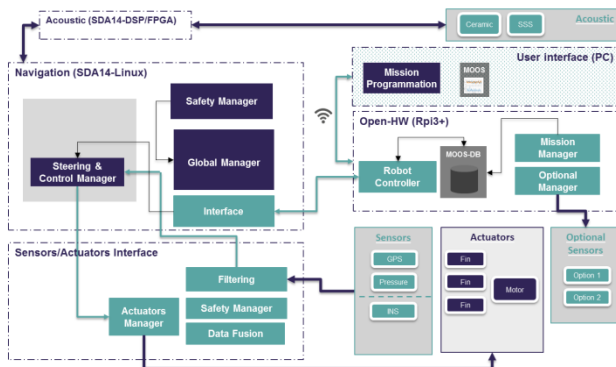 Acoustic (SDA14-DSP/FPGA)
Ceramic
SSS
Acoustic
Navigation (SDA14-Linux)
Safety Manager
Global Manager
Steering &
Control Manager
Interface
User interface (PC)
Mission
Programmation
MOOS
Open-HW (Rpi3+)
Robot
Controller
MOOS-DB
Mission
Manager
Optional
Manager
Sensors/Actuators Interface
Filtering
Actuators
Manager
Safety Manager
Data Fusion
Sensors
GPS
Pressure
INS
Actuators
Fin
Fin
Fin
Motor
Optional
Sensors
Option 1
Option 2